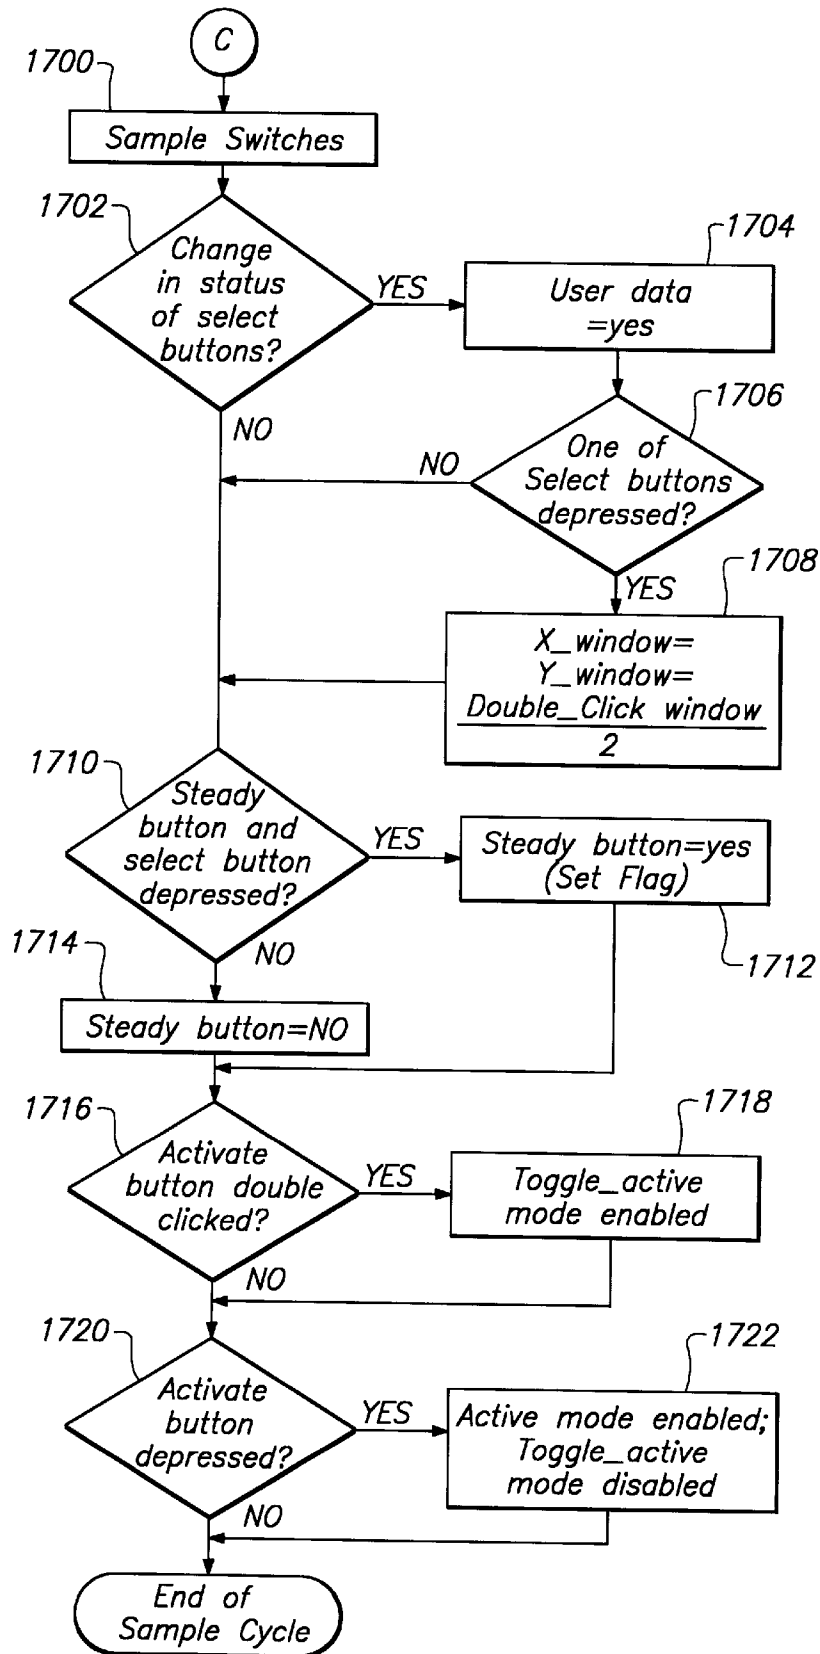 C
1700
Sample Switches
1702
Change
in status
of select
buttons?
YES
NO
1704
User data
=yes
1706
One of
Select buttons
depressed?
NO
YES
1708
X_window=
Y_window=
Double_Click window
2
1710
Steady
button and
select button
depressed?
YES
NO
Steady button=yes
(Set Flag)
1712
1714
Steady button=NO
1716
Activate
button double
clicked?
YES
NO
1718
Toggle_active
mode enabled
1720
Activate
button
depressed?
YES
NO
1722
Active mode enabled;
Toggle_active
mode disabled
End of
Sample Cycle